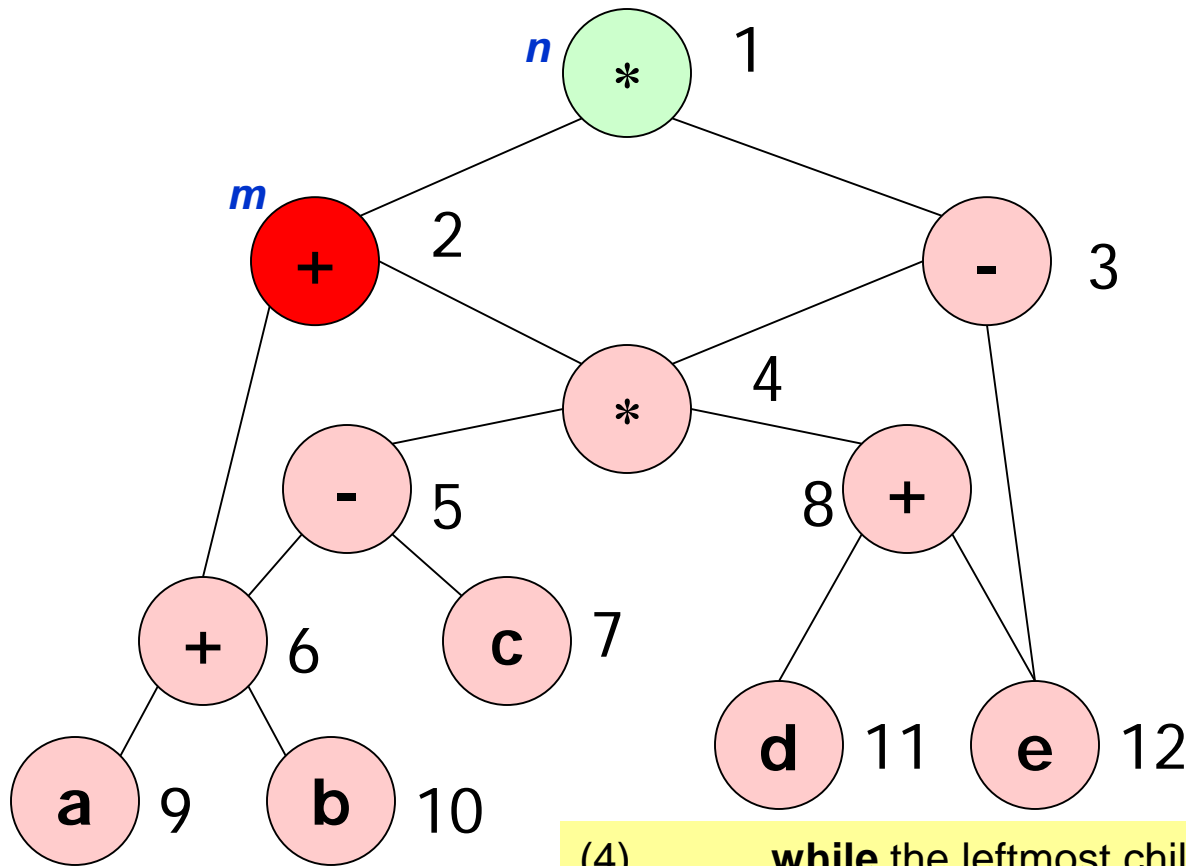 n * 1
m + 2
- 3
* 4
- 5
8 +
+ 6
c 7
d 11
e 12
a 9
b 10
(4) while the leftmost chil